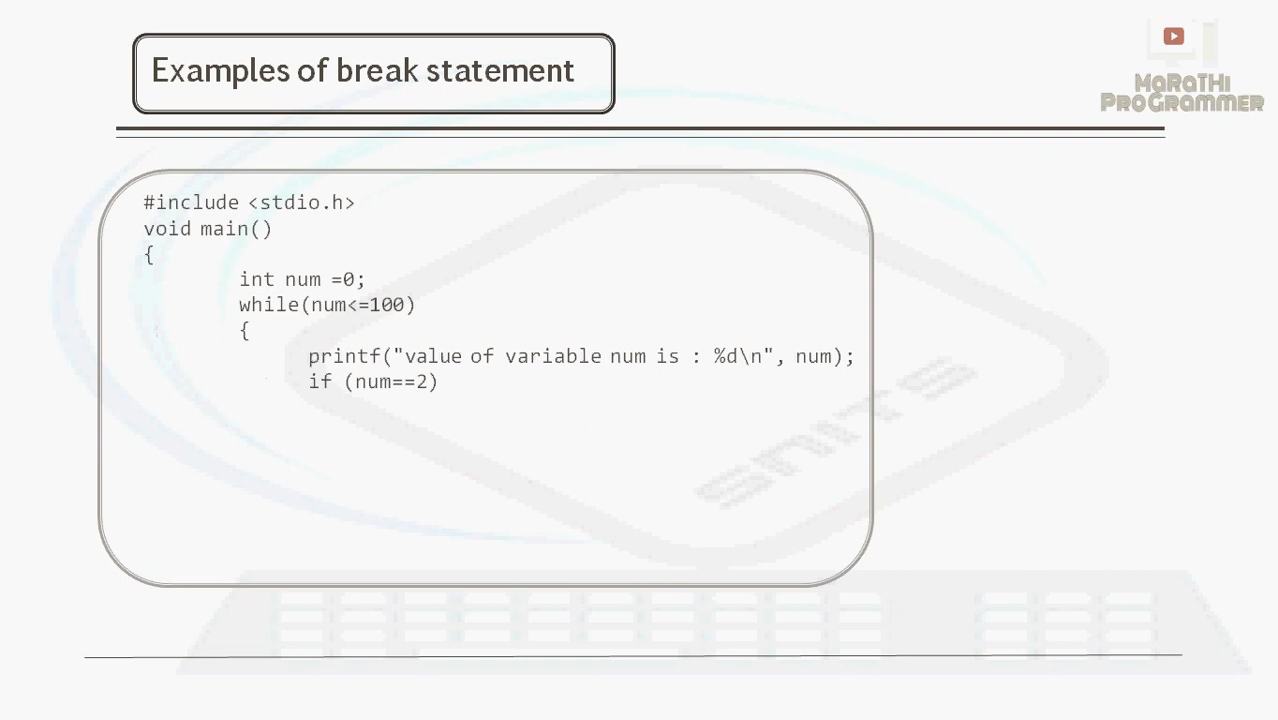 Examples of break statement
MaRaTHi
ProGrammer
#include <stdio.h>
void main()
{
int num =0;
while(num<=100)
{
printf("value of variable num is : %d\n", num);
if (num==2)
SNITS